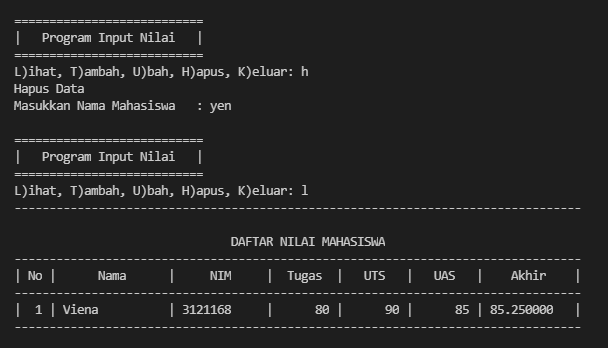 ===========================
|   Program Input Nilai   |
===========================
L)ihat, T)ambah, U)bah, H)apus, K)eluar: h
Hapus Data
Masukkan Nama Mahasiswa   : yen
===========================
|   Program Input Nilai   |
===========================
L)ihat, T)ambah, U)bah, H)apus, K)eluar: l
---------------------------------------------------------------------------------
                               DAFTAR NILAI MAHASISWA
---------------------------------------------------------------------------------
| No |      Nama      |     NIM     |  Tugas  |   UTS   |   UAS   |    Akhir    |
---------------------------------------------------------------------------------
|  1 | Viena          | 3121168     |      80 |      90 |      85 | 85.250000   |
---------------------------------------------------------------------------------